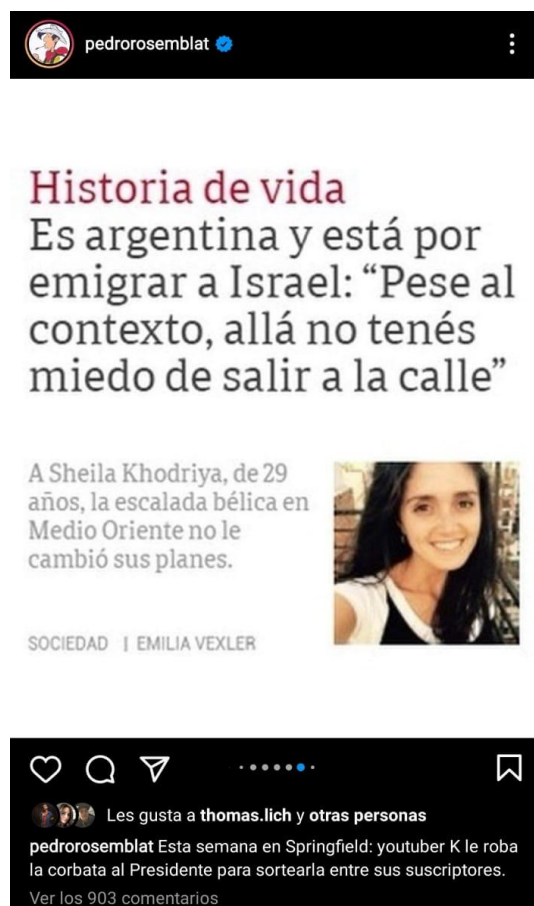 pedrorosemblat
Historia de vida
Es argentina y está por
emigrar a Israel: “Pese al
contexto, allá no tenés
miedo de salir a la calle”
A Sheila Khodriya, de 29
años, la escalada bélica en
Medio Oriente no le
cambió sus planes.
SOCIEDAD | EMILIA VEXLER
Les gusta a thomas.lich y otras personas
pedrorosemblat Esta semana en Springfield: youtuber K le roba
la corbata al Presidente para sortearla entre sus suscriptores.
Ver los 903 comentarios